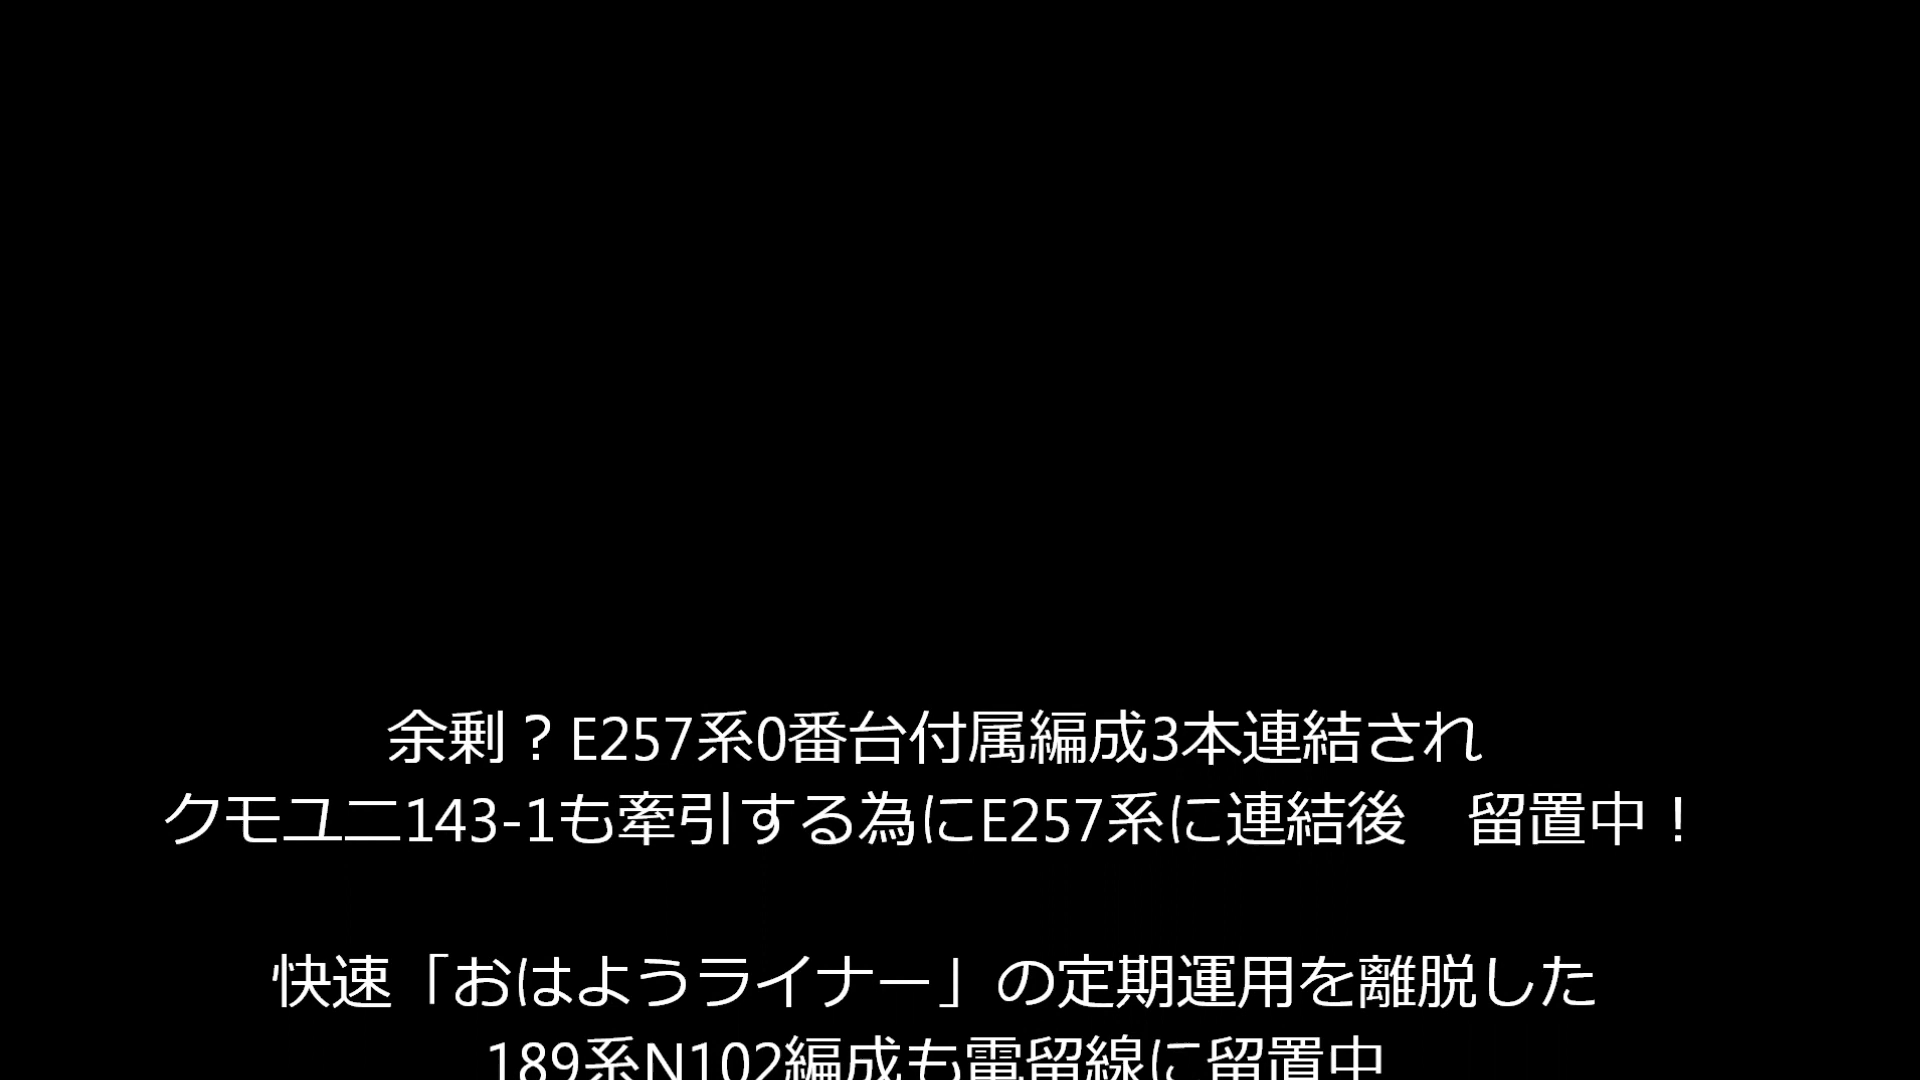 余剰？E257系0番台付属編成3本連結され
クモユニ143-1も牽引する為にE257系に連結後　留置中！
快速「おはようライナー」の定期運用を離脱した
189系N102編成も電留線に留置中